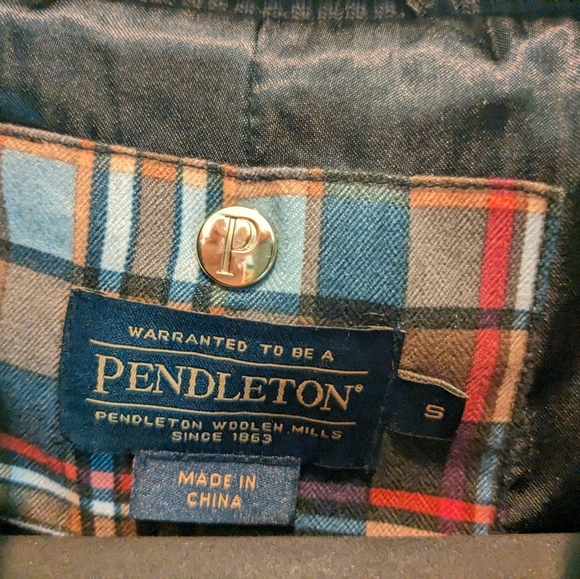 P
WARRANTED TO BE A
PENDLETON®
PENDLETON WOOLEN MILLS
SINCE 1863
S
MADE IN
CHINA